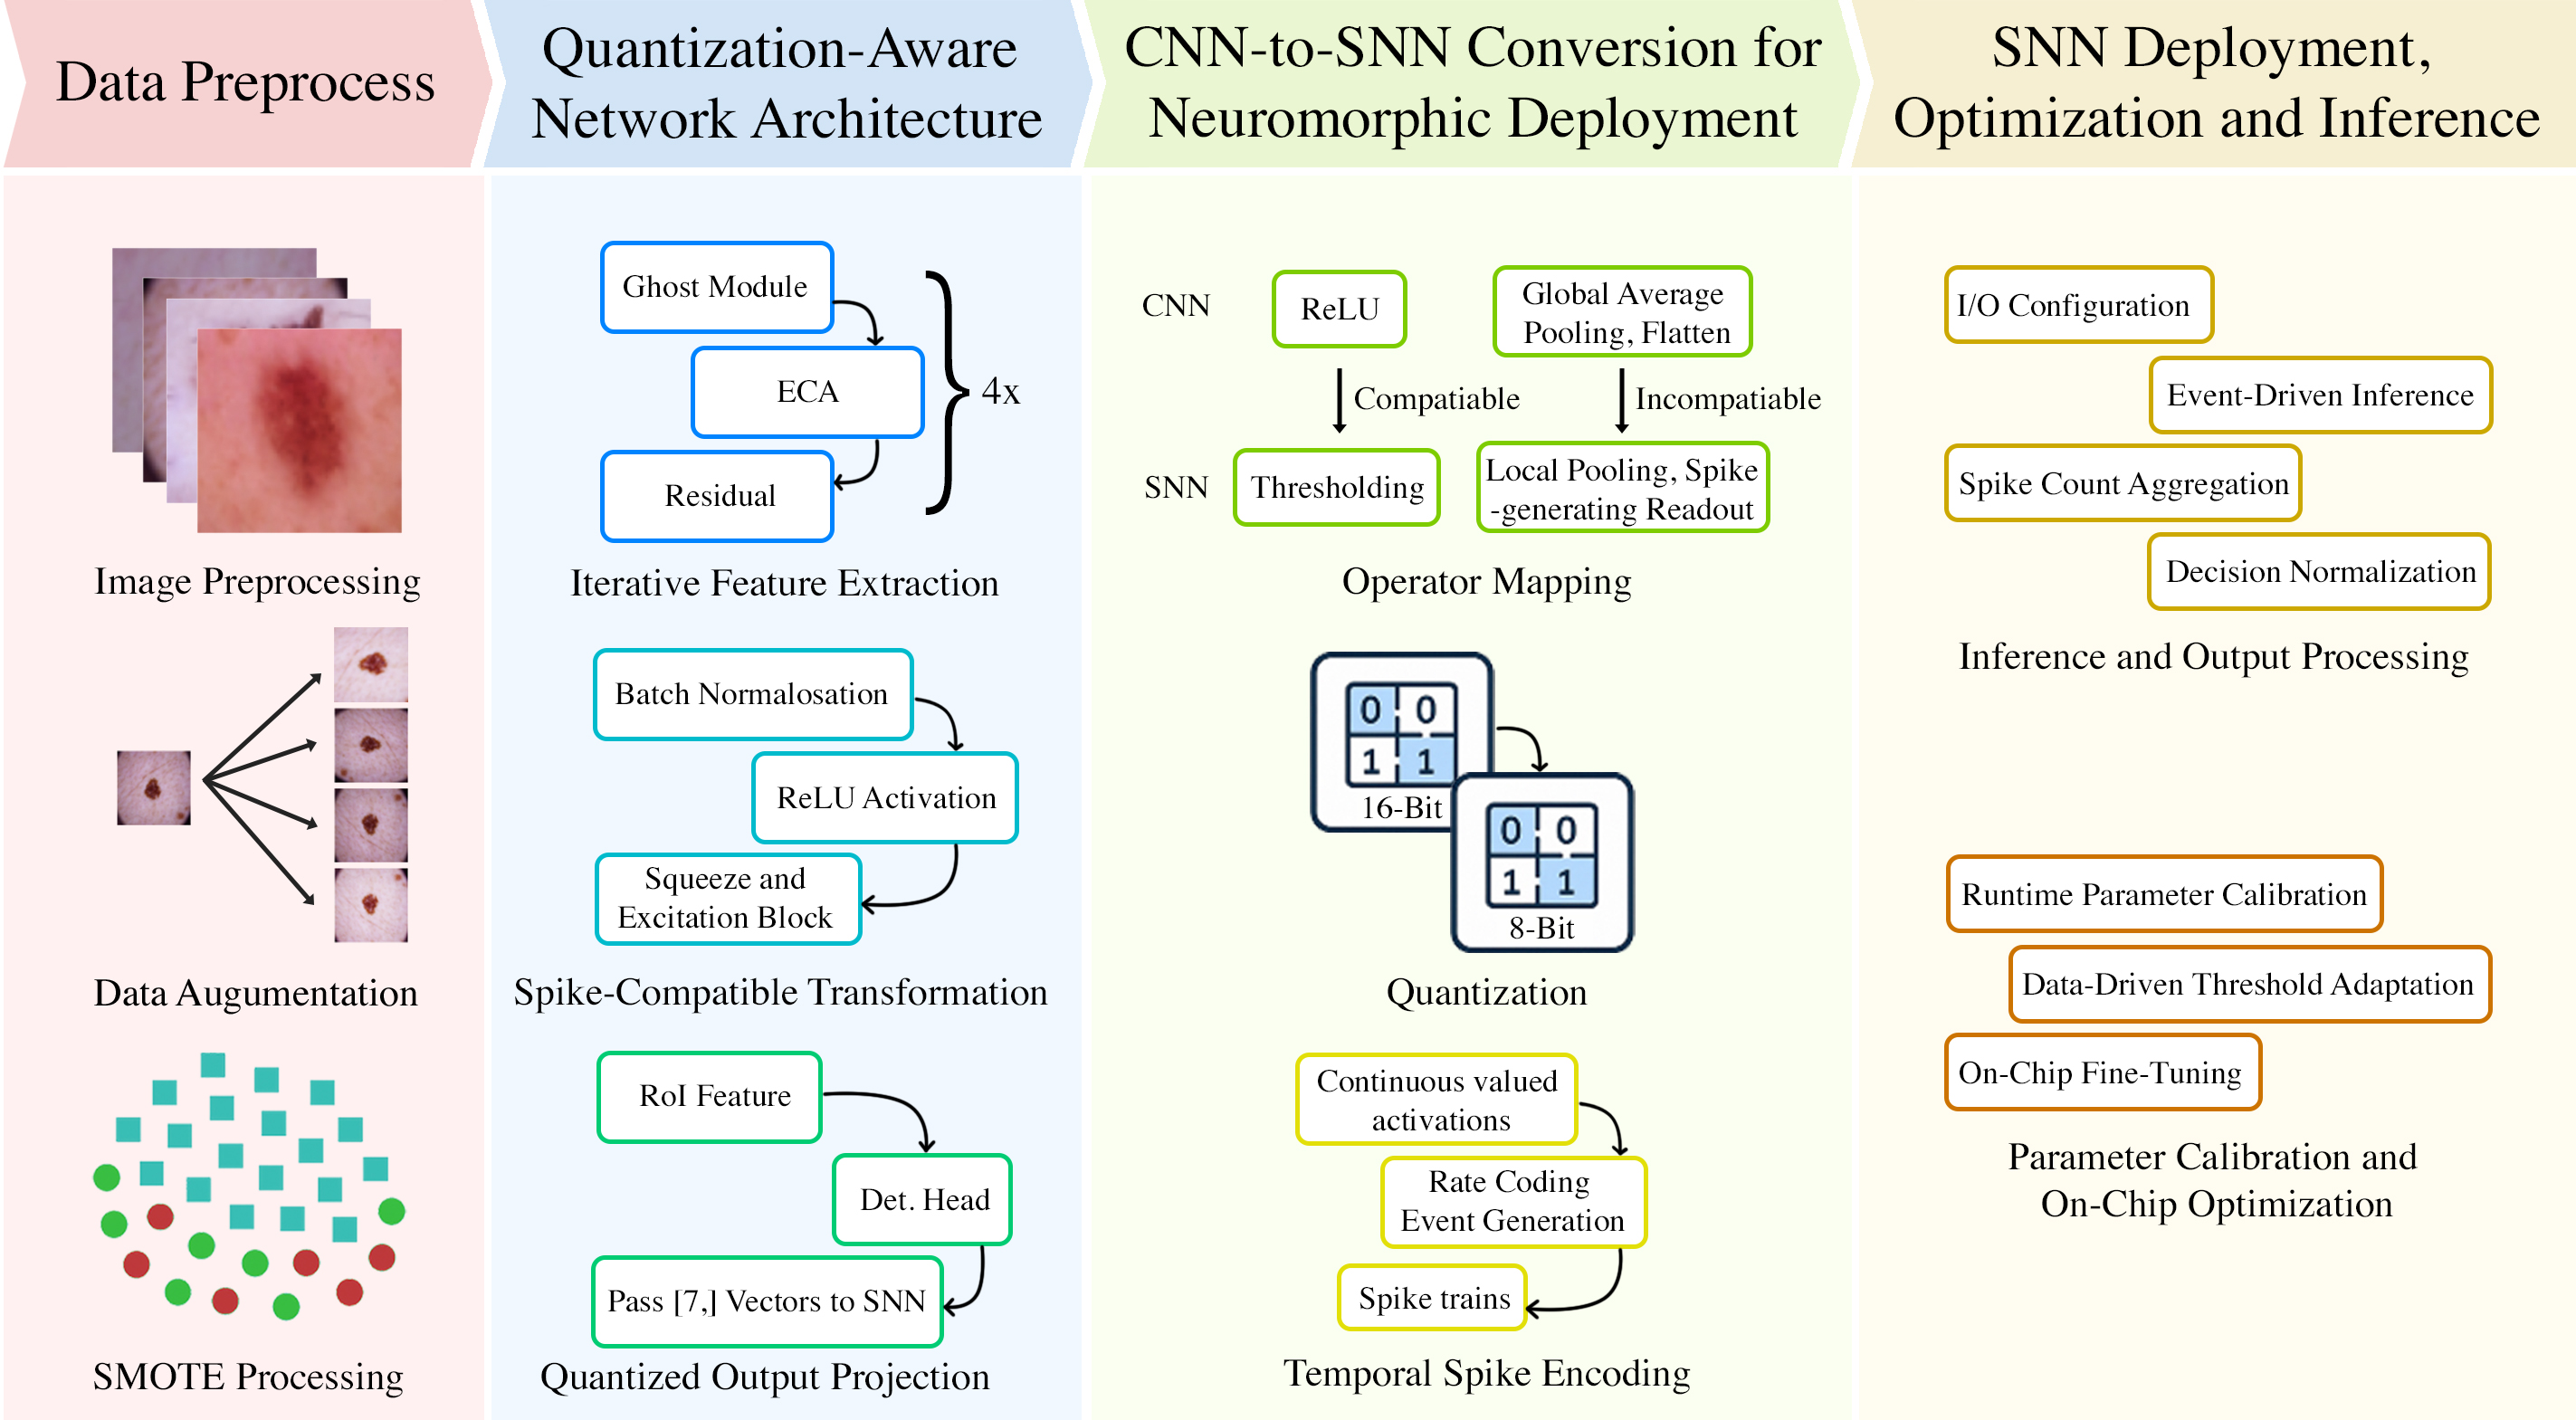 Data Preprocess
Quantization-Aware
Network Architecture
CNN-to-SNN Conversion for
Neuromorphic Deployment
SNN Deployment,
Optimization and Inference
Image Preprocessing
Data Augumentation
SMOTE Processing
Ghost Module
ECA
Residual
4x
Iterative Feature Extraction
Batch Normalosation
ReLU Activation
Squeeze and
Excitation Block
Spike-Compatible Transformation
RoI Feature
Det. Head
Pass [7,] Vectors to SNN
Quantized Output Projection
CNN
ReLU
Global Average
Pooling, Flatten
Compatiable
Incompatiable
SNN
Thresholding
Local Pooling, Spike
-generating Readout
Operator Mapping
0 0
1 1
16-Bit
0 0
1 1
8-Bit
Quantization
Continuous valued
activations
Rate Coding
Event Generation
Spike trains
Temporal Spike Encoding
I/O Configuration
Event-Driven Inference
Spike Count Aggregation
Decision Normalization
Inference and Output Processing
Runtime Parameter Calibration
Data-Driven Threshold Adaptation
On-Chip Fine-Tuning
Parameter Calibration and
On-Chip Optimization